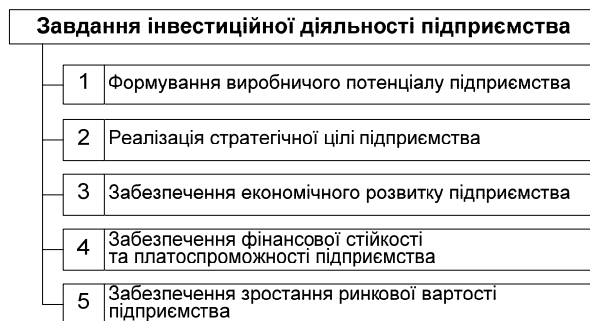 Завдання інвестиційної діяльності підприємства
1 Формування виробничого потенціалу підприємства
2 Реалізація стратегічної цілі підприємства
3 Забезпечення економічного розвитку підприємства
4 Забезпечення фінансової стійкості
та платоспроможності підприємства
5 Забезпечення зростання ринкової вартості
підприємства